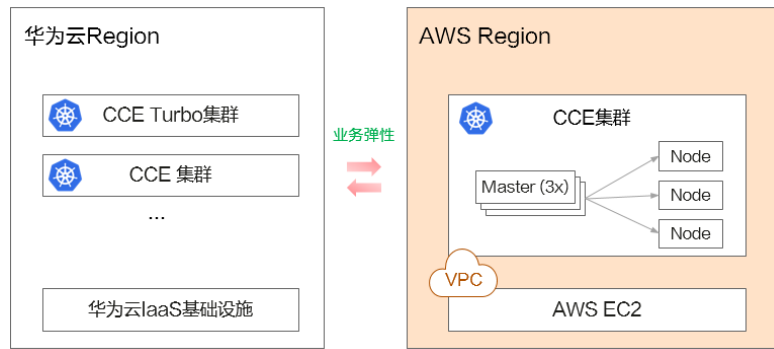 华为云Region
CCE Turbo集群
CCE 集群
...
华为云IaaS基础设施
业务弹性
AWS Region
CCE集群
Master (3x)
Node
Node
Node
VPC
AWS EC2